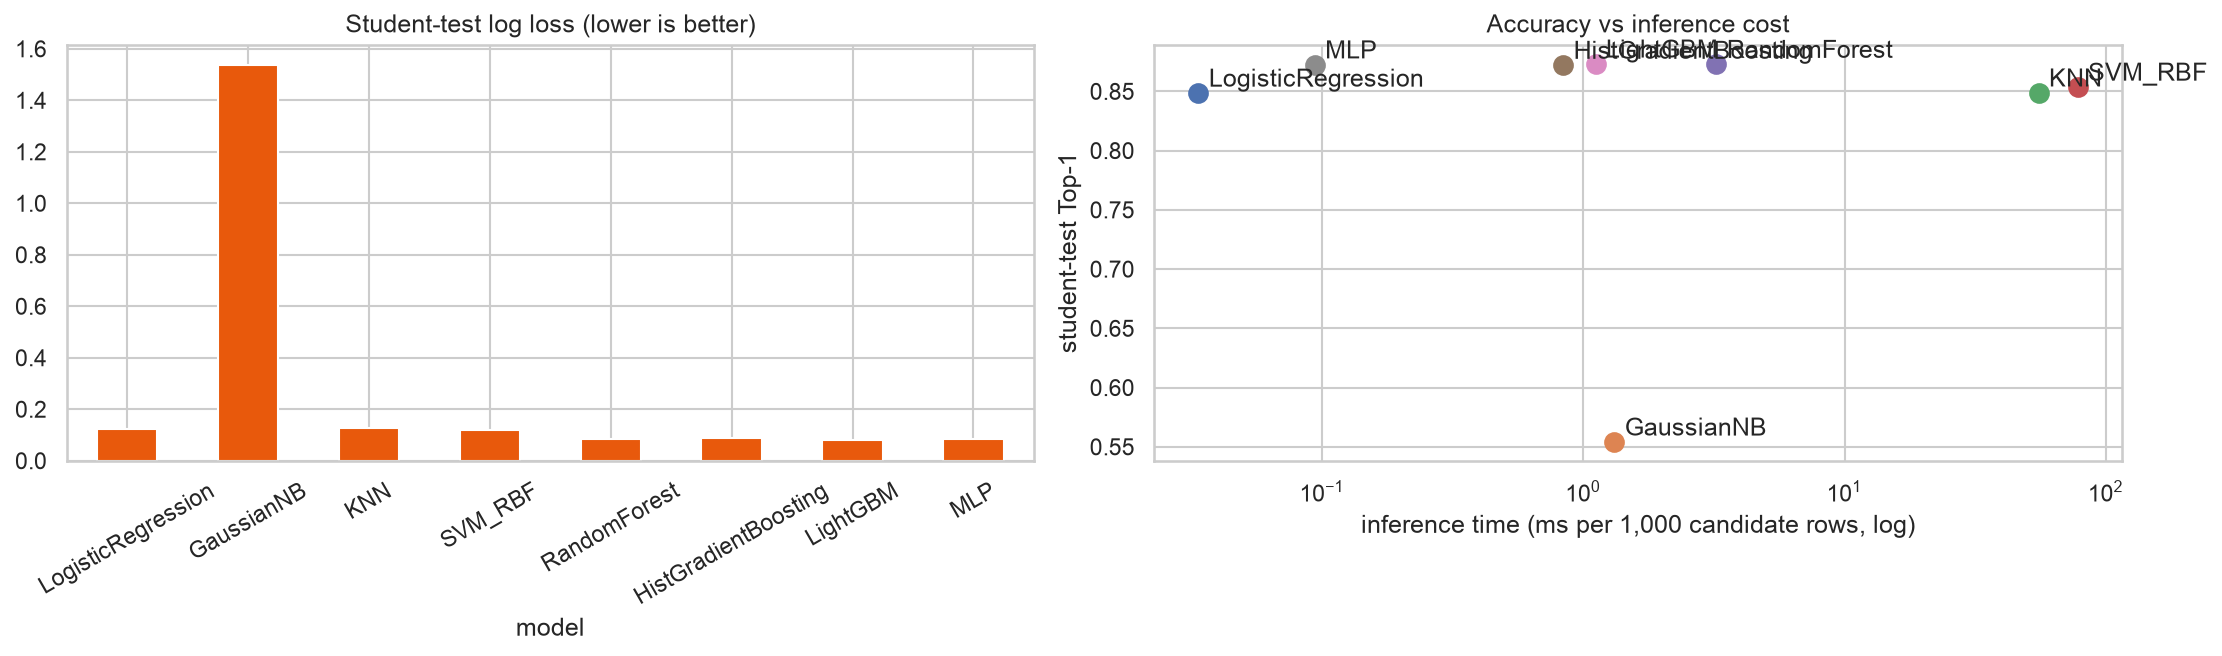 Student-test log loss (lower is better)
1.6
1.4
1.2
1.0
0.8
0.6
0.4
0.2
0.0
LogisticRegression
GaussianNB
KNN
SVM_RBF
RandomForest
HistGradientBoosting
LightGBM
MLP
model
Accuracy vs inference cost
student-test Top-1
0.85
0.80
0.75
0.70
0.65
0.60
0.55
LogisticRegression
MLP
HistGradientBoosting
LightGBM
RandomForest
KNN
SVM_RBF
GaussianNB
10⁻¹
10⁰
10¹
10²
inference time (ms per 1,000 candidate rows, log)